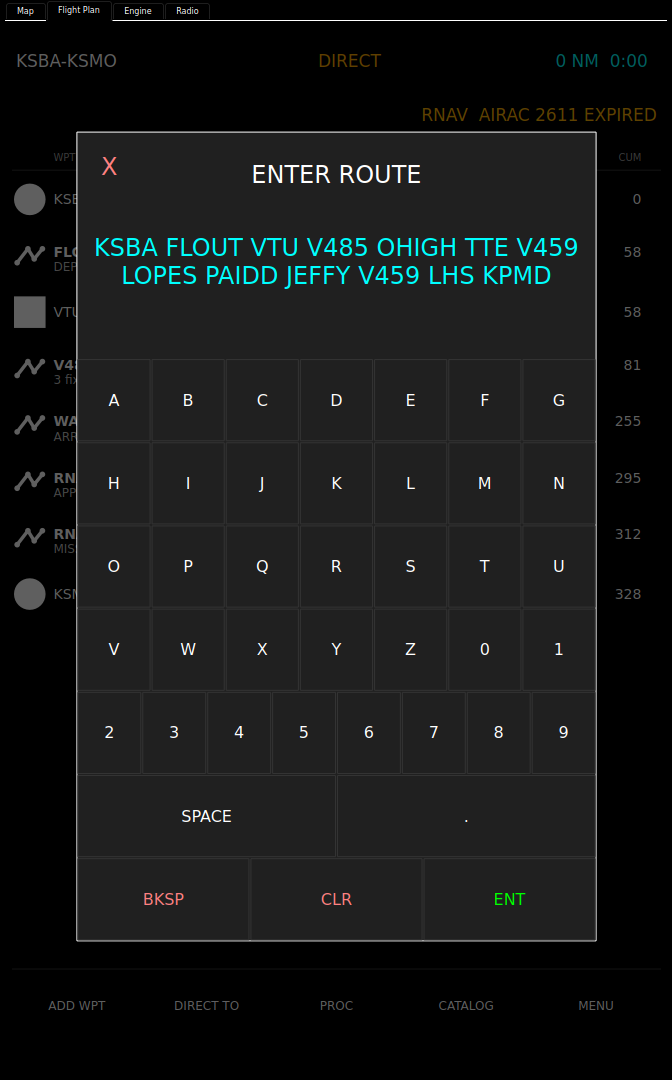 Map Flight Plan Engine Radio
KSBA-KSMO DIRECT 0 NM 0:00
RNAV AIRAC 2611 EXPIRED
WPT CUM
X
ENTER ROUTE
KSBA FLOUT VTU V485 OHIGH TTE V459
LOPES PAIDD JEFFY V459 LHS KPMD
0
58
58
81
255
295
312
328
A B C D E F G
H I J K L M N
O P Q R S T U
V W X Y Z 0 1
2 3 4 5 6 7 8 9
SPACE .
BKSP CLR ENT
ADD WPT DIRECT TO PROC CATALOG MENU